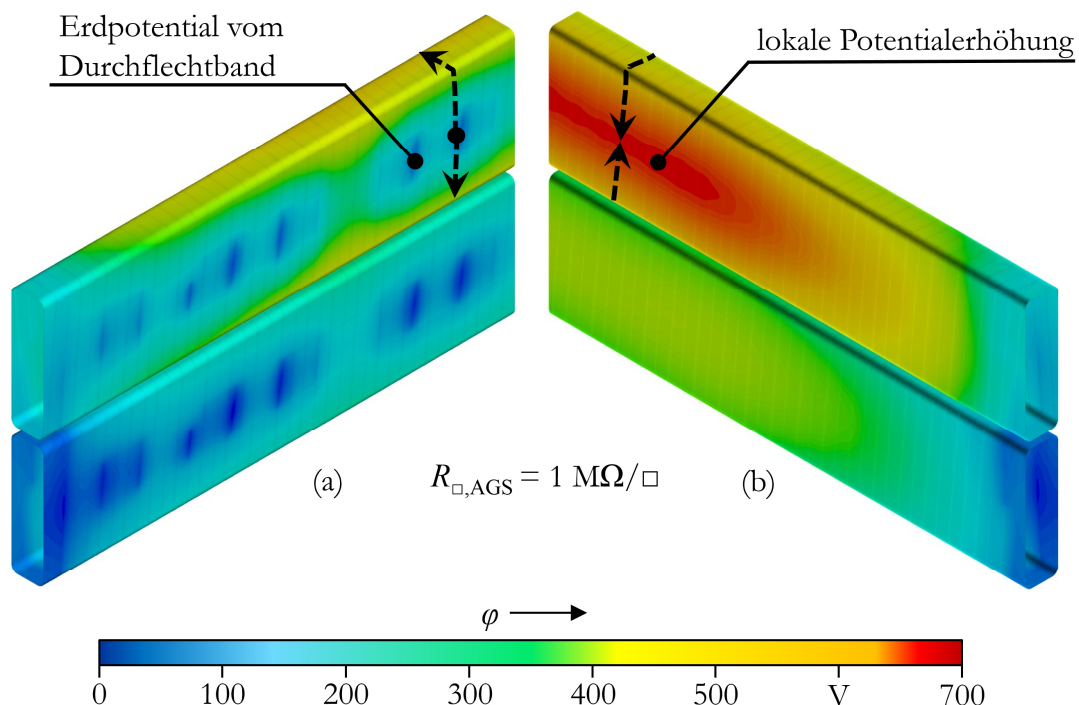 Erdpotential vom
Durchflechtband
lokale Potentialerhöhung
(a)
R□,AGS = 1 MΩ/□
(b)
φ
0 100 200 300 400 500 V 700